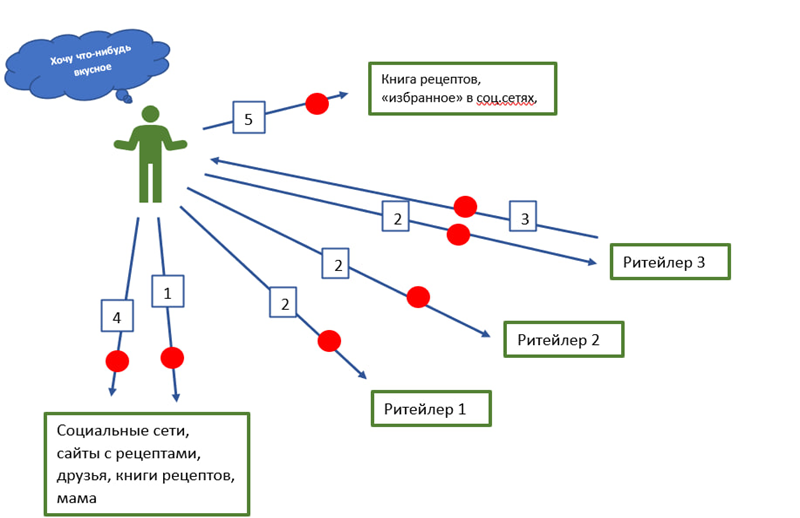 Хочу что-нибудь
вкусное
Книга рецептов,
«избранное» в соц.сетях,
5
3
2
Ритейлер 3
2
1
2
4
Ритейлер 2
Ритейлер 1
Социальные сети,
сайты с рецептами,
друзья, книги рецептов,
мама